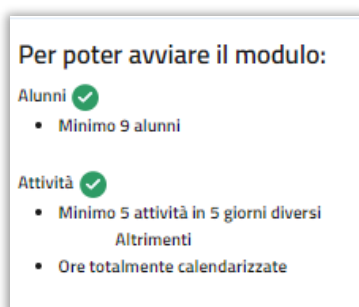 Per poter avviare il modulo:
Alunni
• Minimo 9 alunni
Attività
• Minimo 5 attività in 5 giorni diversi
Altrimenti
• Ore totalmente calendarizzate